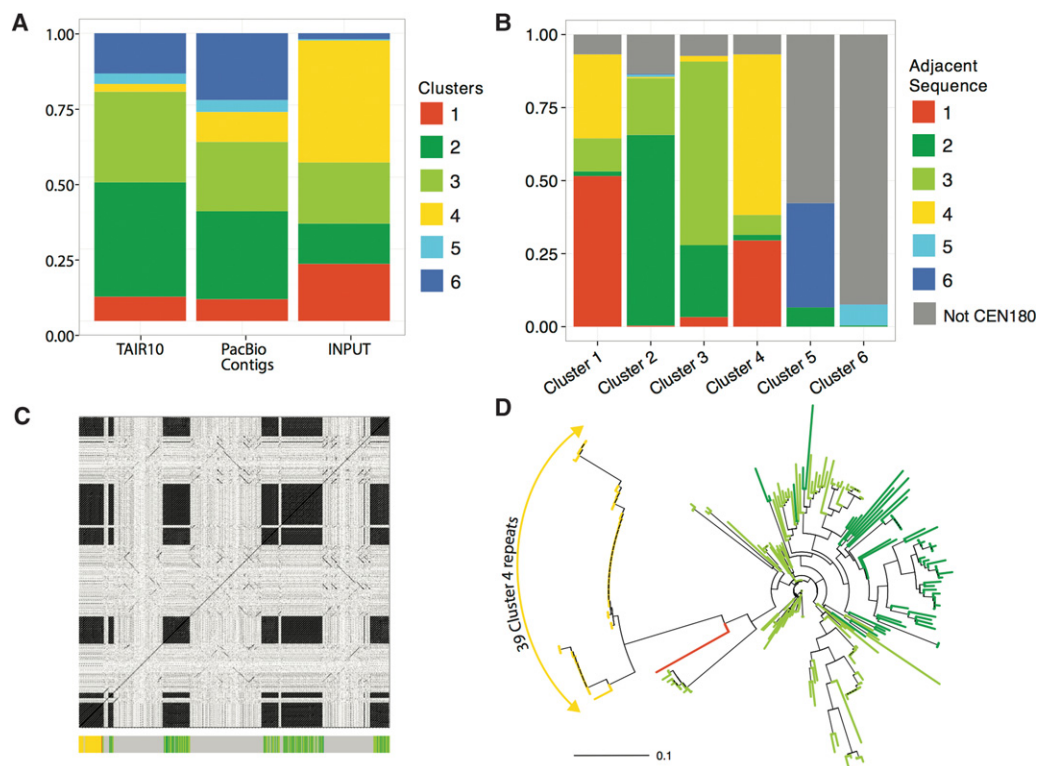 A
1.00
0.75
0.50
0.25
0.00
TAIR10
PacBio
Contigs
INPUT
Clusters
1
2
3
4
5
6
B
1.00
0.75
0.50
0.25
0.00
Cluster 1
Cluster 2
Cluster 3
Cluster 4
Cluster 5
Cluster 6
Adjacent
Sequence
1
2
3
4
5
6
Not CEN180
C
D
39 Cluster 4 repeats
0.1